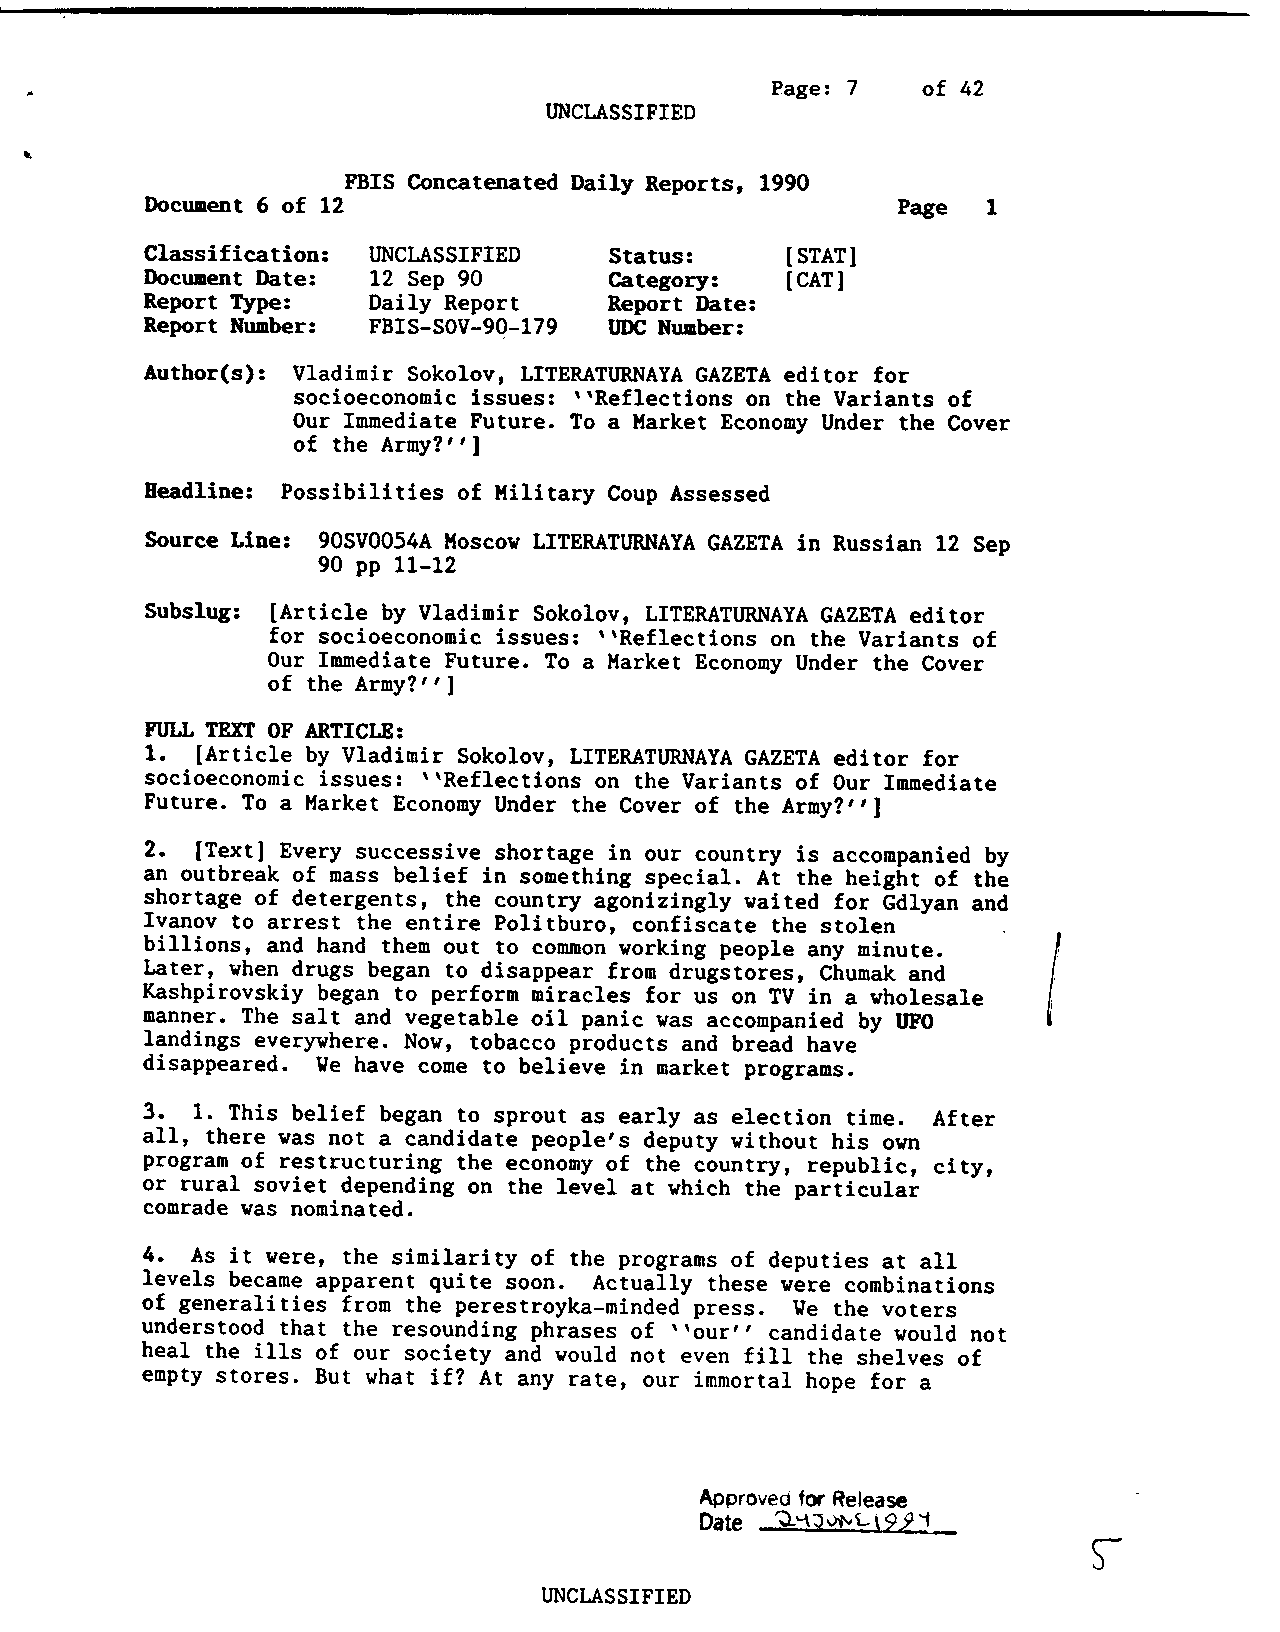 Page: 7 of 42
UNCLASSIFIED
FBIS Concatenated Daily Reports, 1990
Document 6 of 12 Page 1
Classification: UNCLASSIFIED Status: [STAT]
Document Date: 12 Sep 90 Category: [CAT]
Report Type: Daily Report Report Date:
Report Number: FBIS-SOV-90-179 UDC Number:
Author(s): Vladimir Sokolov, LITERATURNAYA GAZETA editor for
socioeconomic issues: ``Reflections on the Variants of
Our Immediate Future. To a Market Economy Under the Cover
of the Army?'']
Headline: Possibilities of Military Coup Assessed
Source Line: 90SV0054A Moscow LITERATURNAYA GAZETA in Russian 12 Sep
90 pp 11-12
Subslug: [Article by Vladimir Sokolov, LITERATURNAYA GAZETA editor
for socioeconomic issues: ``Reflections on the Variants of
Our Immediate Future. To a Market Economy Under the Cover
of the Army?'']
FULL TEXT OF ARTICLE:
1. [Article by Vladimir Sokolov, LITERATURNAYA GAZETA editor for
socioeconomic issues: ``Reflections on the Variants of Our Immediate
Future. To a Market Economy Under the Cover of the Army?'']
2. [Text] Every successive shortage in our country is accompanied by
an outbreak of mass belief in something special. At the height of the
shortage of detergents, the country agonizingly waited for Gdlyan and
Ivanov to arrest the entire Politburo, confiscate the stolen
billions, and hand them out to common working people any minute.
Later, when drugs began to disappear from drugstores, Chumak and
Kashpirovskiy began to perform miracles for us on TV in a wholesale
manner. The salt and vegetable oil panic was accompanied by UFO
landings everywhere. Now, tobacco products and bread have
disappeared. We have come to believe in market programs.
3. 1. This belief began to sprout as early as election time. After
all, there was not a candidate people's deputy without his own
program of restructuring the economy of the country, republic, city,
or rural soviet depending on the level at which the particular
comrade was nominated.
4. As it were, the similarity of the programs of deputies at all
levels became apparent quite soon. Actually these were combinations
of generalities from the perestroyka-minded press. We the voters
understood that the resounding phrases of ``our'' candidate would not
heal the ills of our society and would not even fill the shelves of
empty stores. But what if? At any rate, our immortal hope for a
Approved for Release
Date 24 JUNE 1994
5
UNCLASSIFIED